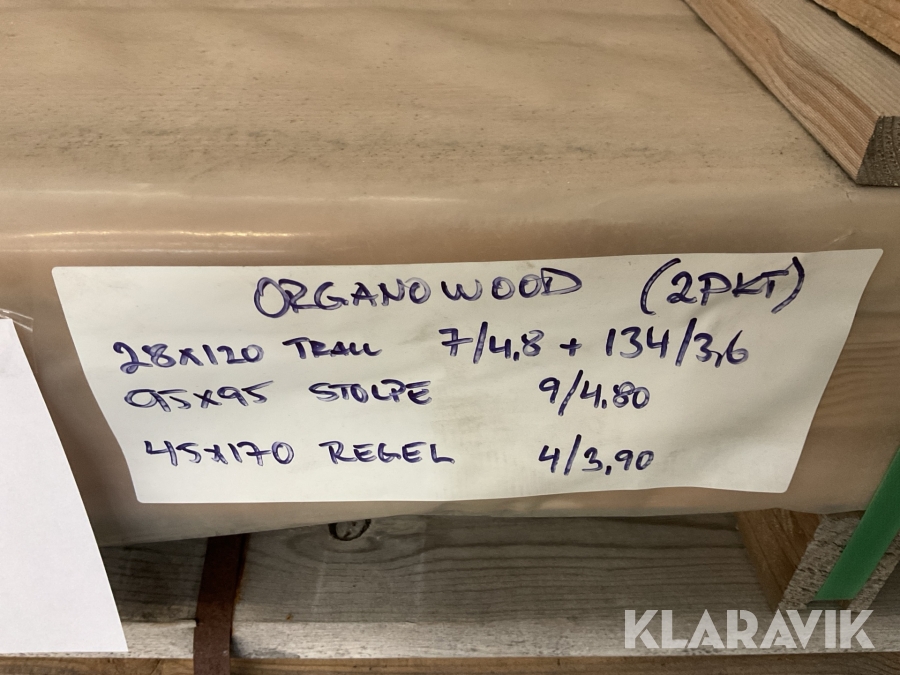 ORGANOWOOD (2PKT)
28x120 TRALL 7/4,8 + 134/3,6
95x95 STOLPE 9/4.80
45x170 REGEL 4/3,90
KLARAVIK